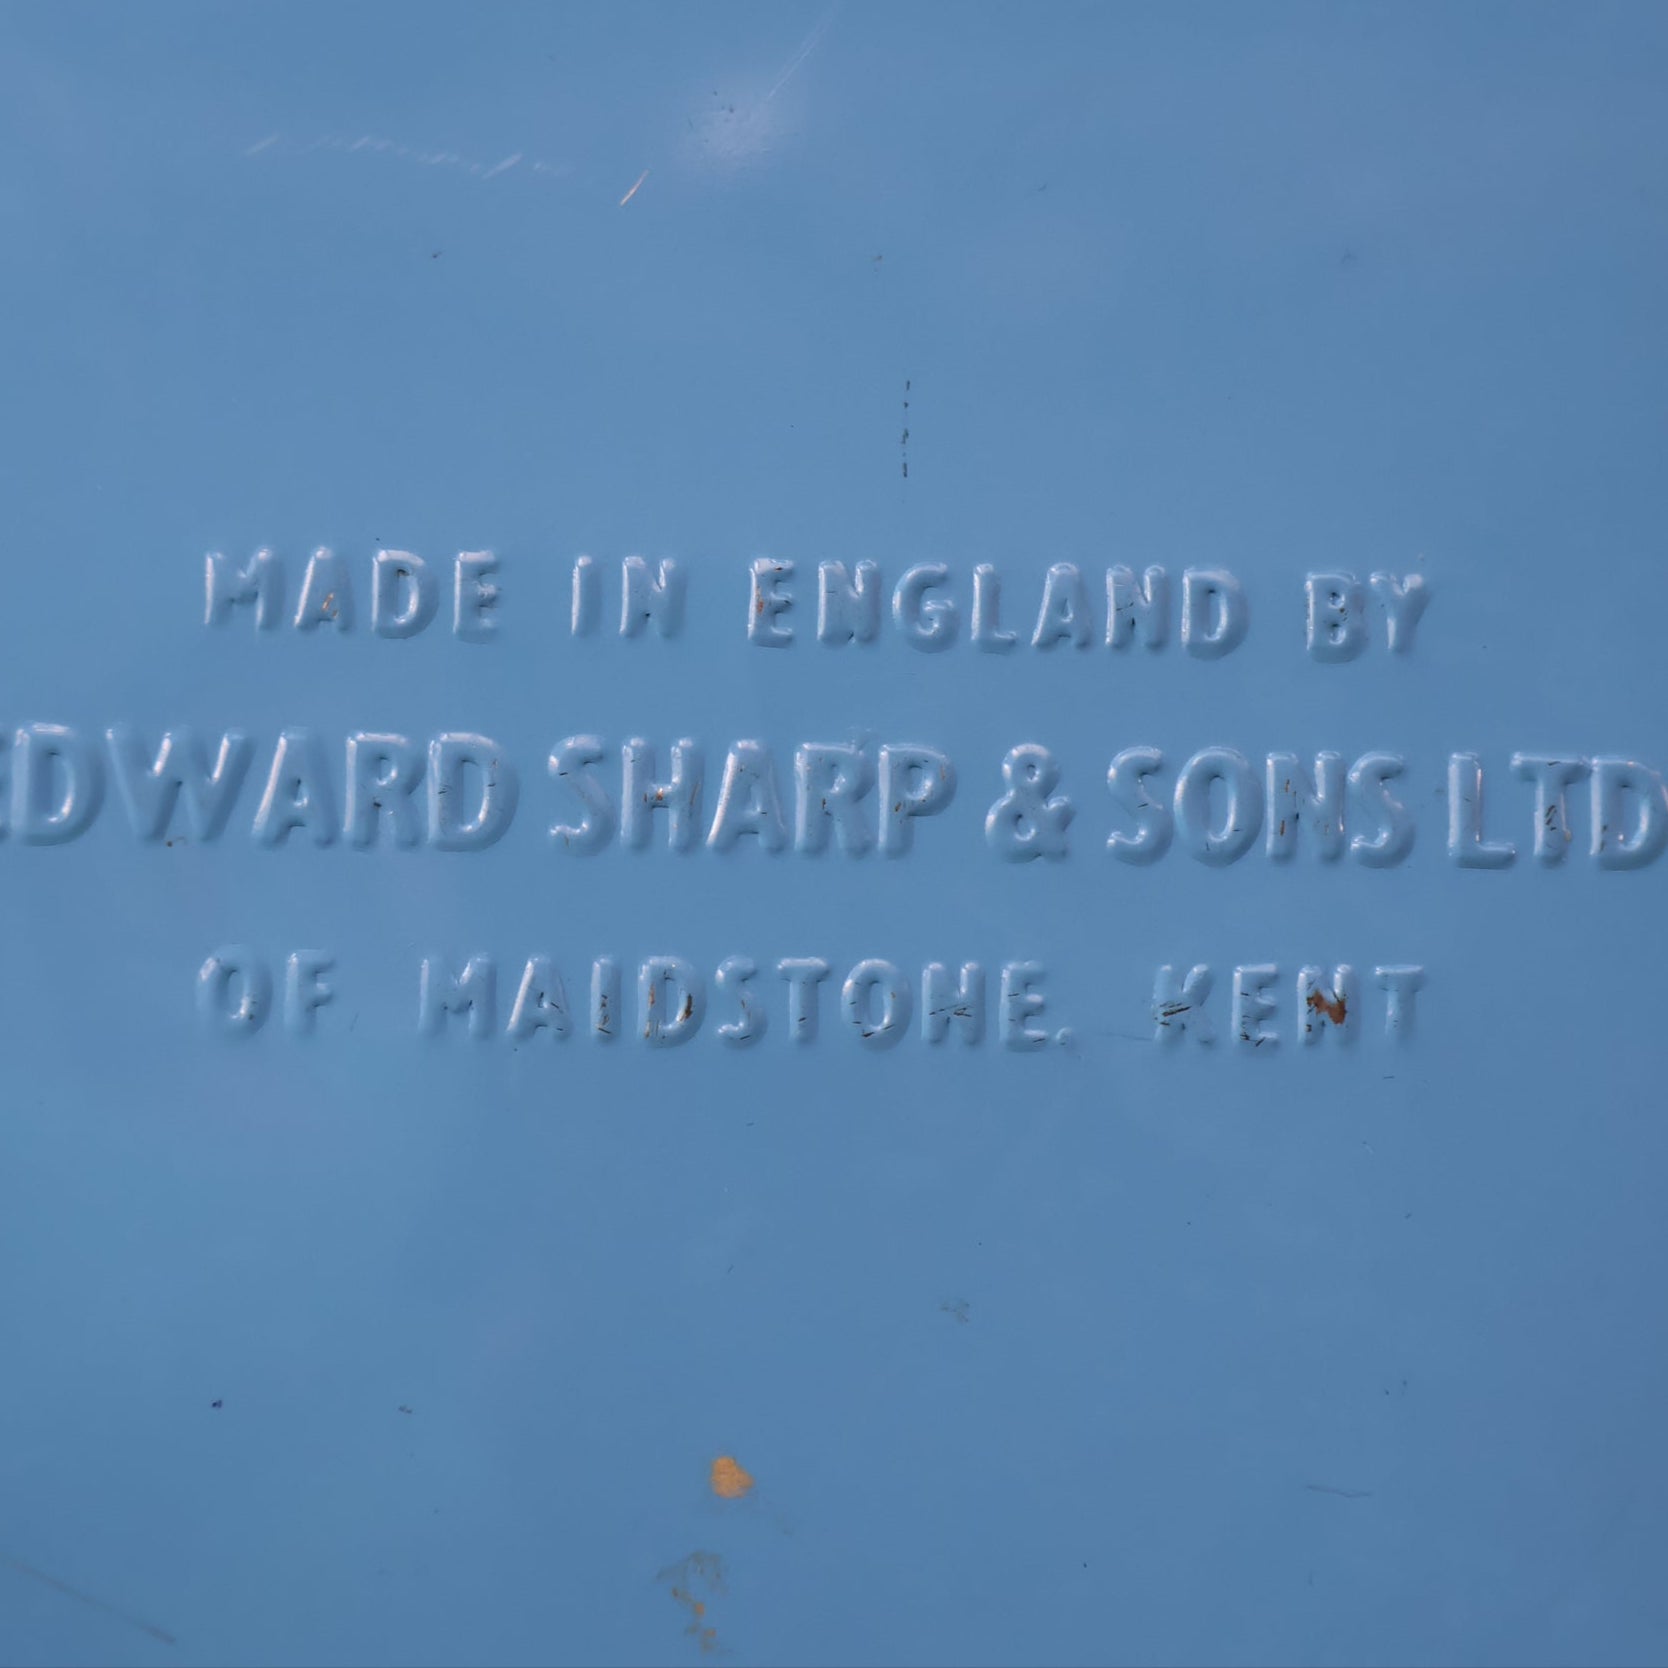 MADE IN ENGLAND BY
EDWARD SHARP & SONS LTD
OF MAIDSTONE. KENT